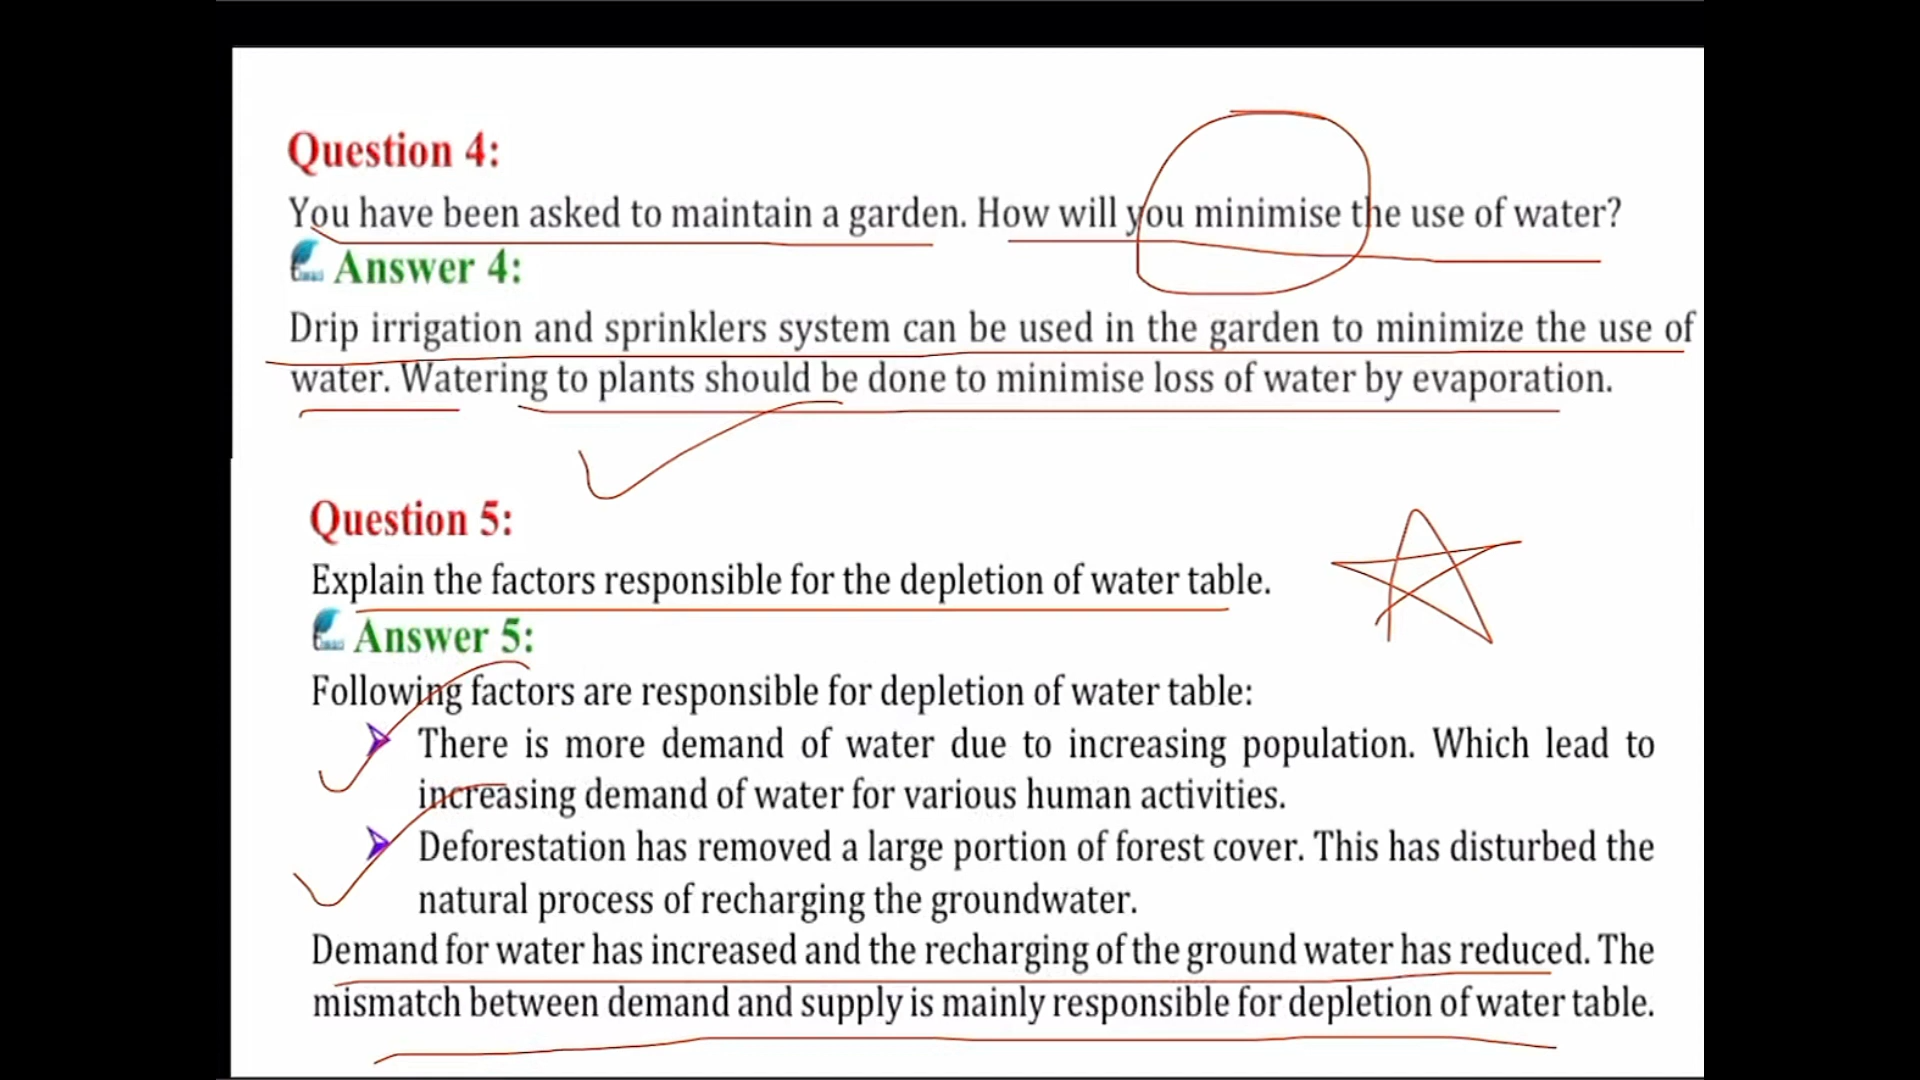 Question 4:
You have been asked to maintain a garden. How will you minimise the use of water?
Answer 4:
Drip irrigation and sprinklers system can be used in the garden to minimize the use of
water. Watering to plants should be done to minimise loss of water by evaporation.
Question 5:
Explain the factors responsible for the depletion of water table.
Answer 5:
Following factors are responsible for depletion of water table:
There is more demand of water due to increasing population. Which lead to
increasing demand of water for various human activities.
Deforestation has removed a large portion of forest cover. This has disturbed the
natural process of recharging the groundwater.
Demand for water has increased and the recharging of the ground water has reduced. The
mismatch between demand and supply is mainly responsible for depletion of water table.